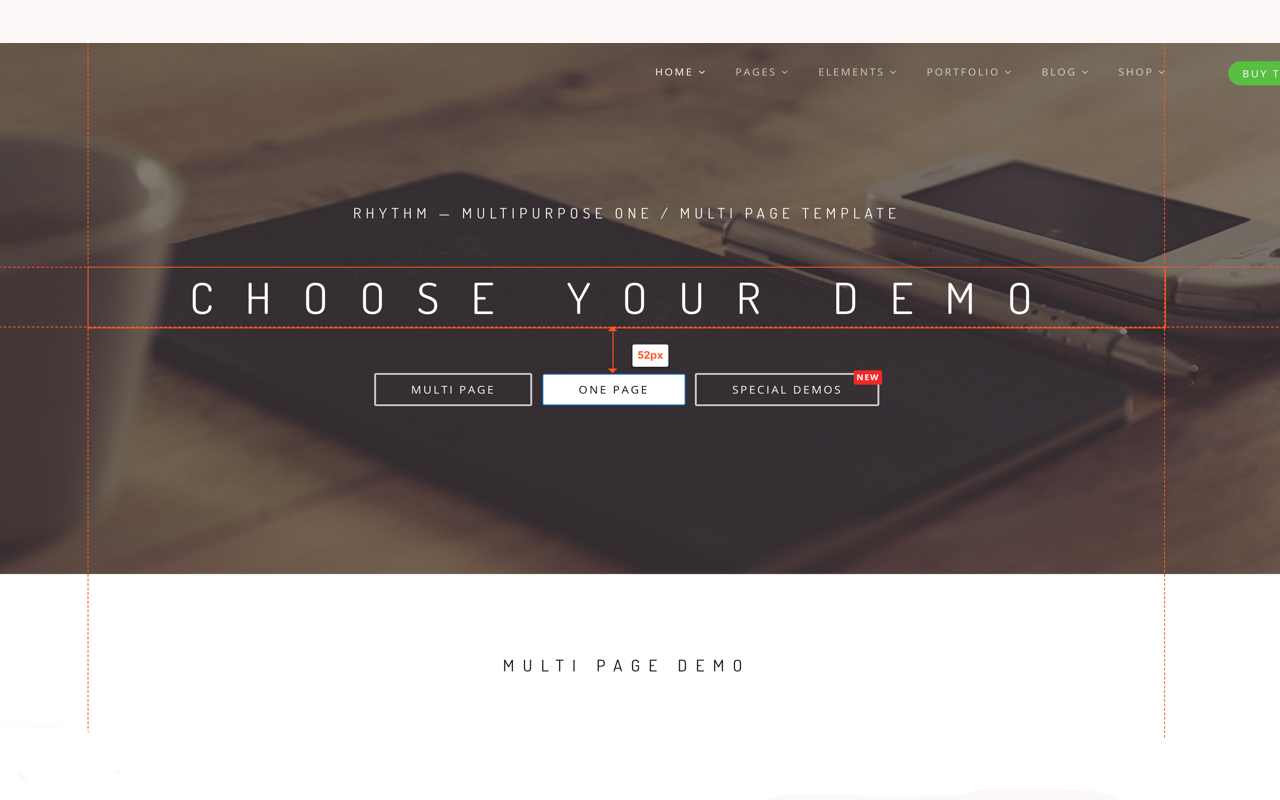 HOME PAGES ELEMENTS PORTFOLIO BLOG SHOP
BUY T
RHYTHM — MULTIPURPOSE ONE / MULTI PAGE TEMPLATE
CHOOSE YOUR DEMO
52px
MULTI PAGE ONE PAGE SPECIAL DEMOS NEW
MULTI PAGE DEMO